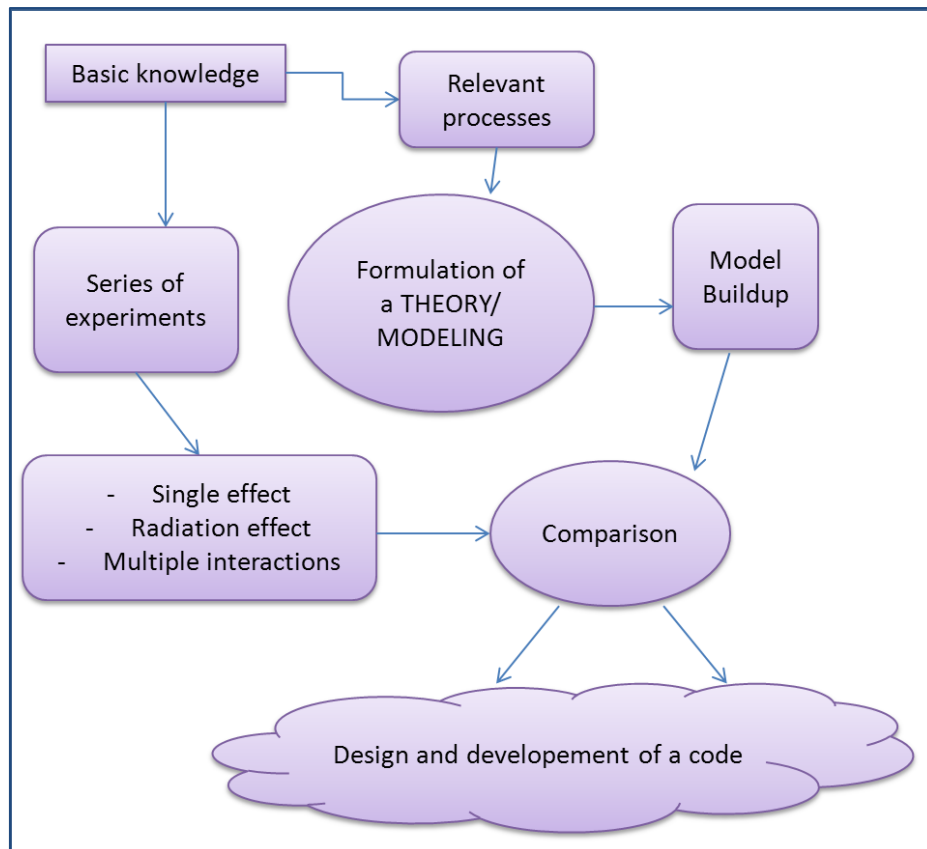 Basic knowledge
Relevant
processes
Series of
experiments
Formulation of
a THEORY/
MODELING
Model
Buildup
- Single effect
- Radiation effect
- Multiple interactions
Comparison
Design and developement of a code